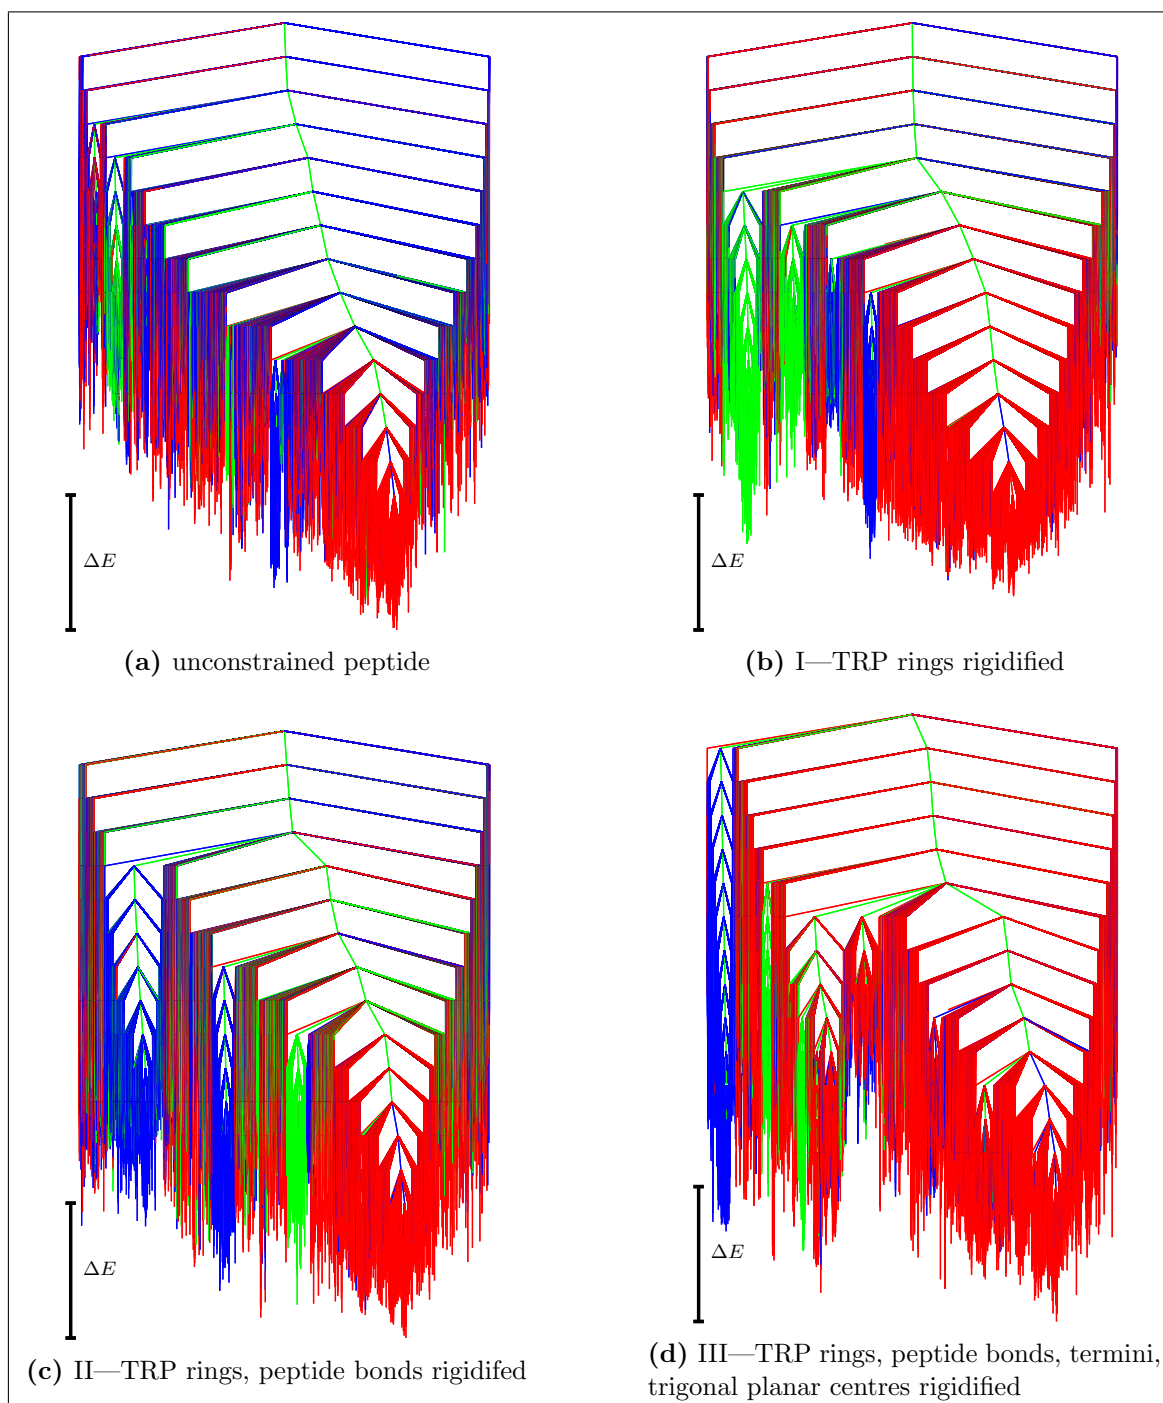 ΔE
ΔE
(a) unconstrained peptide
(b) I—TRP rings rigidified
ΔE
ΔE
(c) II—TRP rings, peptide bonds rigidifed
(d) III—TRP rings, peptide bonds, termini,
trigonal planar centres rigidified